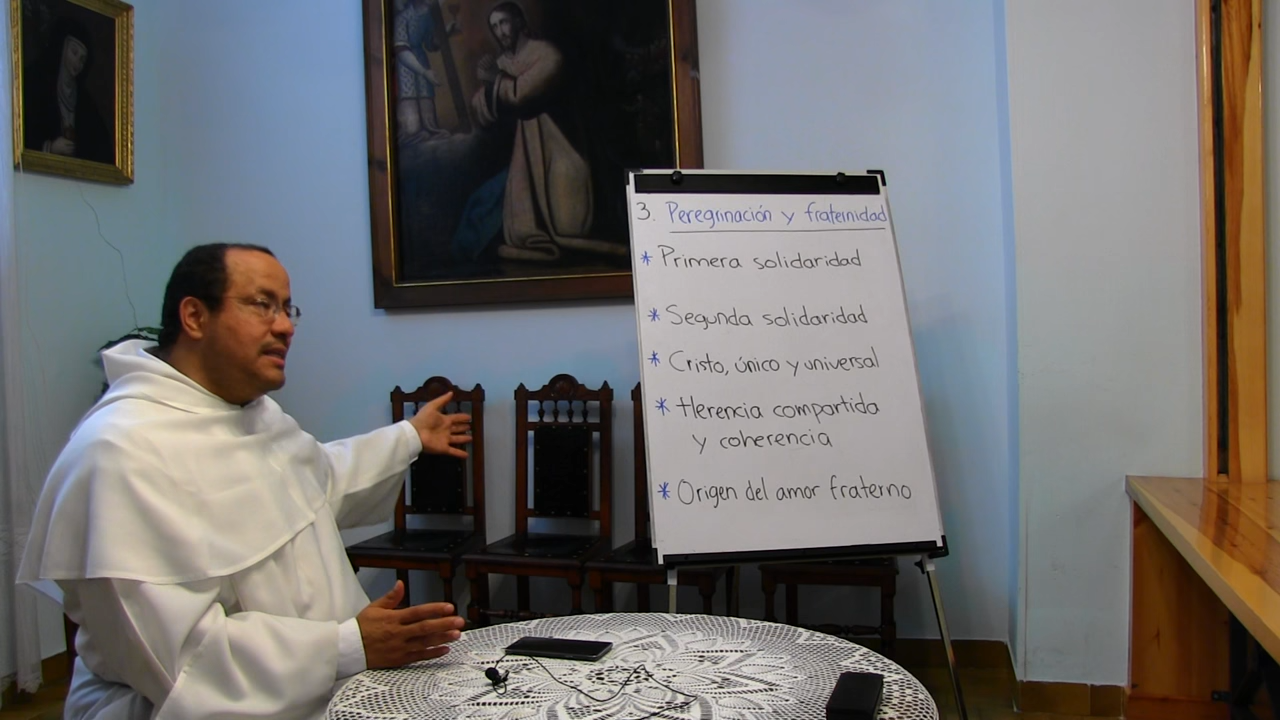 3. Peregrinación y fraternidad
* Primera solidaridad
* Segunda solidaridad
* Cristo, único y universal
* Herencia compartida
y coherencia
* Origen del amor fraterno